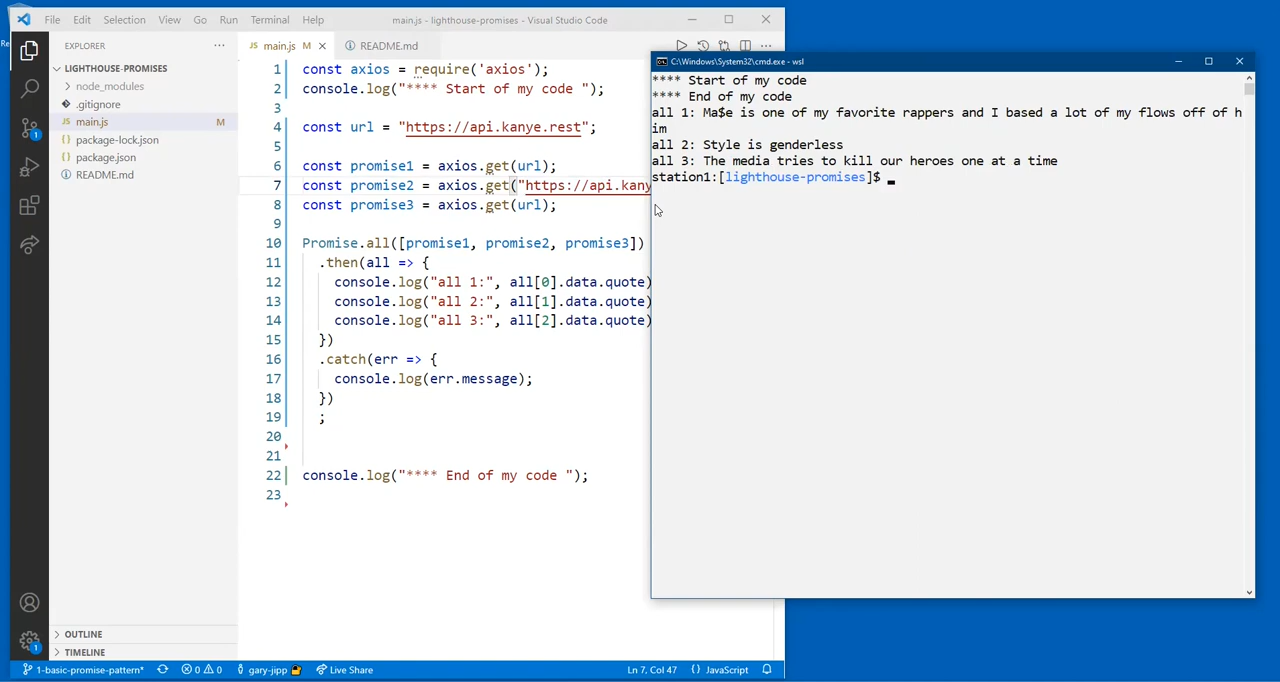 File Edit Selection View Go Run Terminal Help
main.js - lighthouse-promises - Visual Studio Code
EXPLORER
LIGHTHOUSE-PROMISES
node_modules
.gitignore
main.js M
package-lock.json
package.json
README.md
OUTLINE
TIMELINE
JS main.js M
README.md
1 const axios = require('axios');
2 console.log("**** Start of my code ");
3
4 const url = "https://api.kanye.rest";
5
6 const promise1 = axios.get(url);
7 const promise2 = axios.get("https://api.kany
8 const promise3 = axios.get(url);
9
10 Promise.all([promise1, promise2, promise3])
11 .then(all => {
12 console.log("all 1:", all[0].data.quote)
13 console.log("all 2:", all[1].data.quote)
14 console.log("all 3:", all[2].data.quote)
15 })
16 .catch(err => {
17 console.log(err.message);
18 })
19 ;
20
21
22 console.log("**** End of my code ");
23
C:\Windows\System32\cmd.exe - wsl
**** Start of my code
**** End of my code
all 1: Ma$e is one of my favorite rappers and I based a lot of my flows off of h
im
all 2: Style is genderless
all 3: The media tries to kill our heroes one at a time
station1:[lighthouse-promises]$
1-basic-promise-pattern* 0 0 gary-jipp Live Share Ln 7, Col 47 {} JavaScript